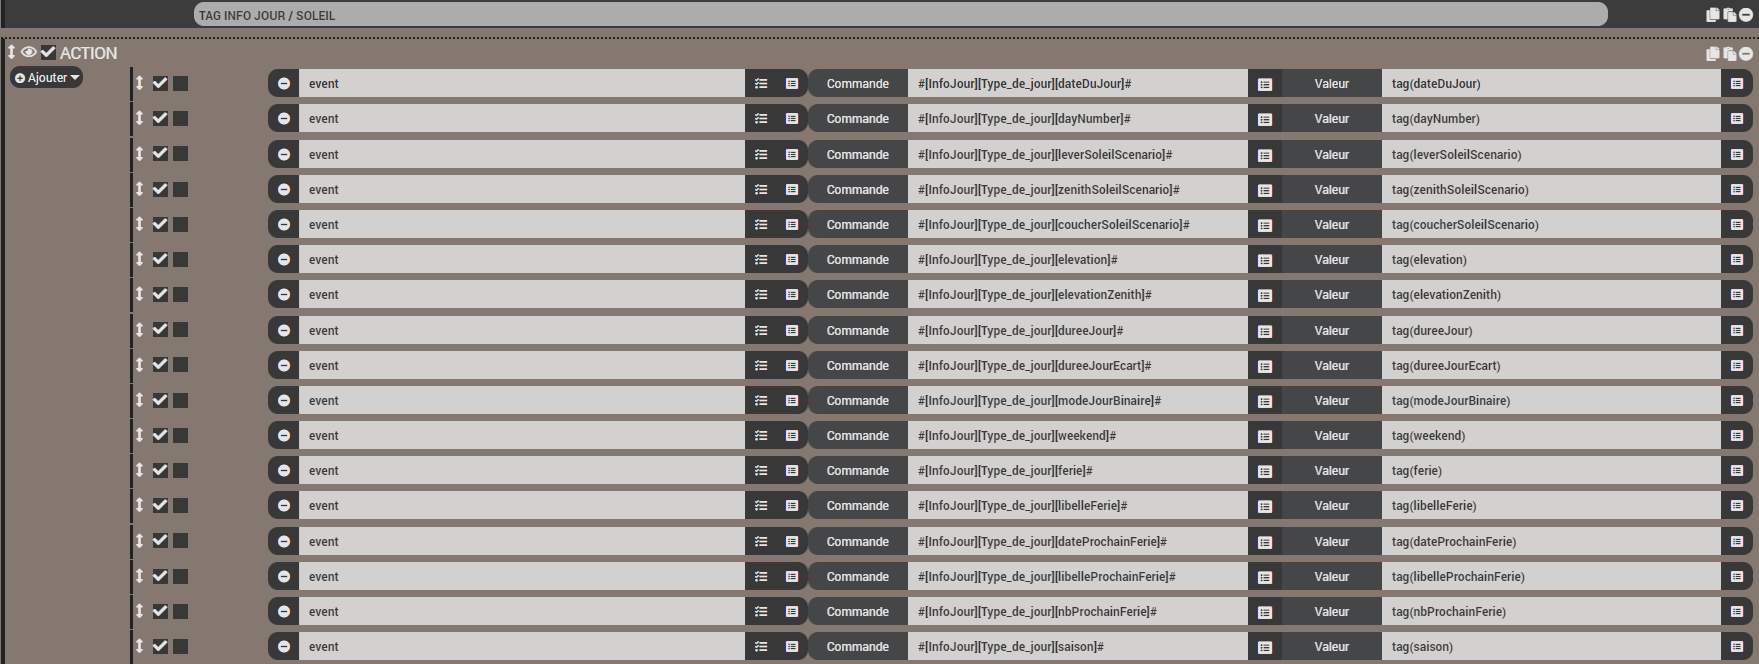 TAG INFO JOUR / SOLEIL
ACTION
Ajouter
event Commande #[InfoJour][Type_de_jour][dateDuJour]# Valeur tag(dateDuJour)
event Commande #[InfoJour][Type_de_jour][dayNumber]# Valeur tag(dayNumber)
event Commande #[InfoJour][Type_de_jour][leverSoleilScenario]# Valeur tag(leverSoleilScenario)
event Commande #[InfoJour][Type_de_jour][zenithSoleilScenario]# Valeur tag(zenithSoleilScenario)
event Commande #[InfoJour][Type_de_jour][coucherSoleilScenario]# Valeur tag(coucherSoleilScenario)
event Commande #[InfoJour][Type_de_jour][elevation]# Valeur tag(elevation)
event Commande #[InfoJour][Type_de_jour][elevationZenith]# Valeur tag(elevationZenith)
event Commande #[InfoJour][Type_de_jour][dureeJour]# Valeur tag(dureeJour)
event Commande #[InfoJour][Type_de_jour][dureeJourEcart]# Valeur tag(dureeJourEcart)
event Commande #[InfoJour][Type_de_jour][modeJourBinaire]# Valeur tag(modeJourBinaire)
event Commande #[InfoJour][Type_de_jour][weekend]# Valeur tag(weekend)
event Commande #[InfoJour][Type_de_jour][ferie]# Valeur tag(ferie)
event Commande #[InfoJour][Type_de_jour][libelleFerie]# Valeur tag(libelleFerie)
event Commande #[InfoJour][Type_de_jour][dateProchainFerie]# Valeur tag(dateProchainFerie)
event Commande #[InfoJour][Type_de_jour][libelleProchainFerie]# Valeur tag(libelleProchainFerie)
event Commande #[InfoJour][Type_de_jour][nbProchainFerie]# Valeur tag(nbProchainFerie)
event Commande #[InfoJour][Type_de_jour][saison]# Valeur tag(saison)